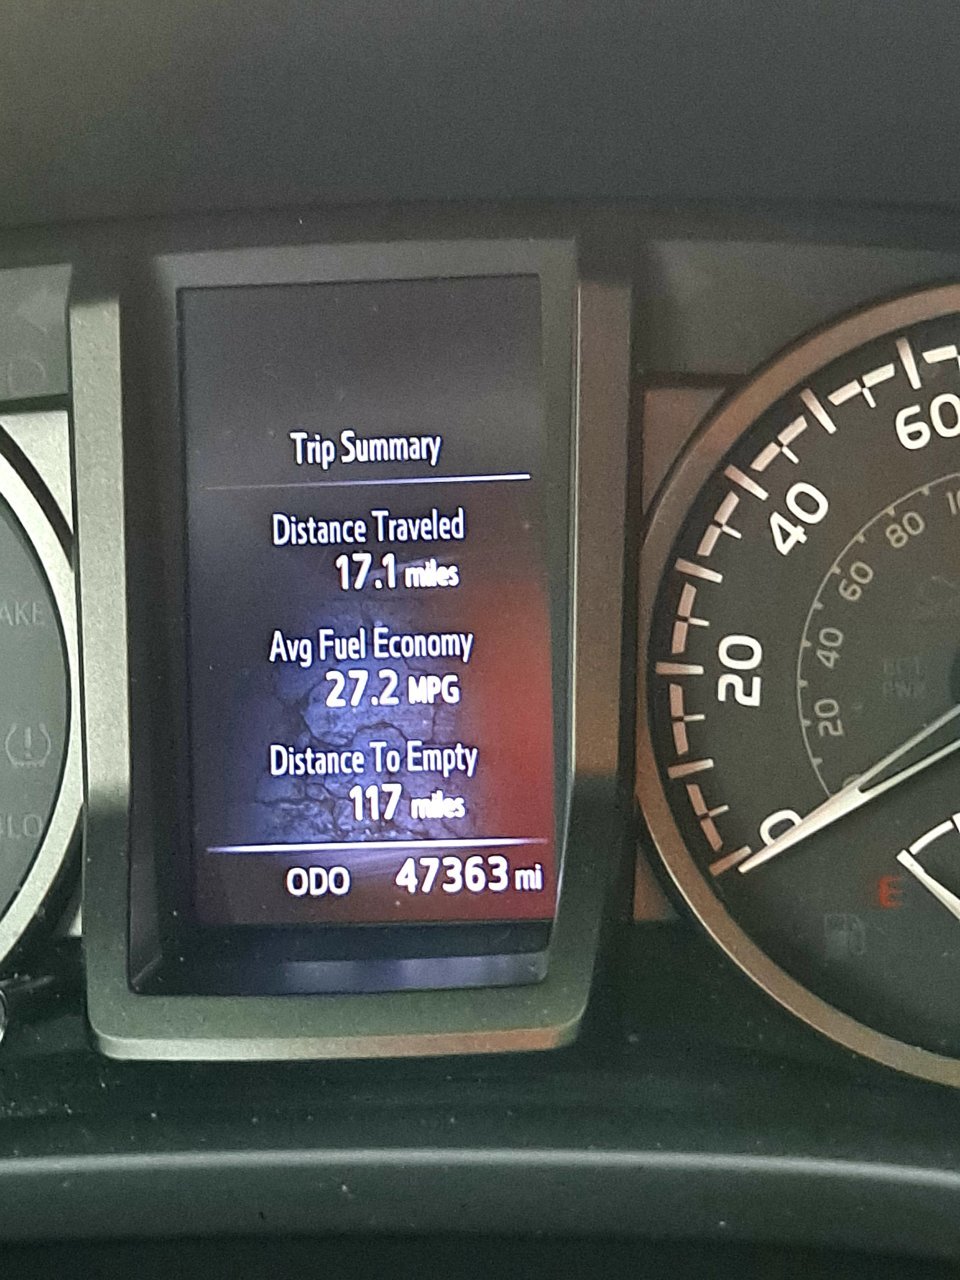 Trip Summary
Distance Traveled
17.1 miles
Avg Fuel Economy
27.2 MPG
Distance To Empty
117 miles
ODO 47363 mi
60
40
20
0
80
60
40
20
E
AKE